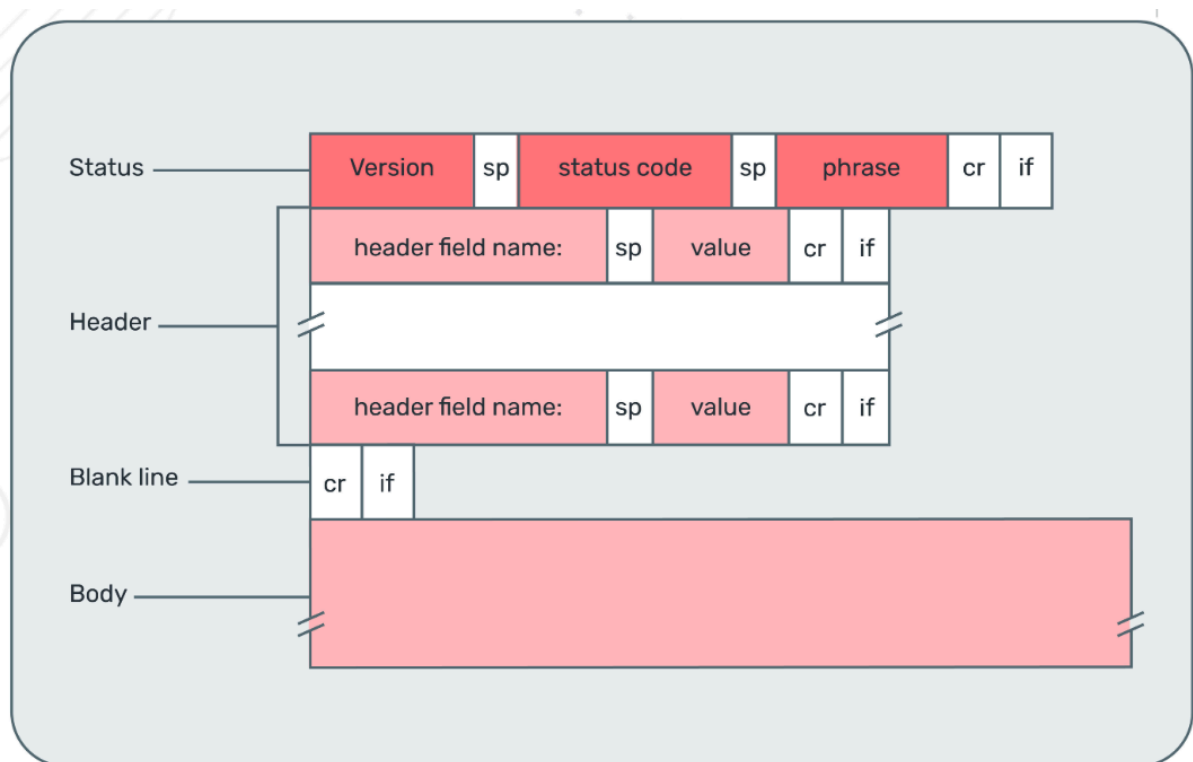 Status
Version sp status code sp phrase cr if
header field name: sp value cr if
Header
header field name: sp value cr if
Blank line
cr if
Body